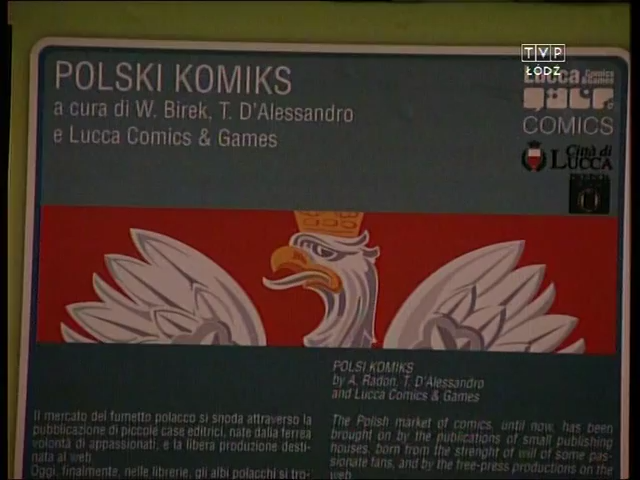 TVP
ŁÓDŹ
POLSKI KOMIKS
a cura di W. Birek, T. D'Alessandro
e Lucca Comics & Games
Lucca Comics & Games
COMICS
Città di
LUCCA
POLSI KOMIKS
by A. Radon, T. D'Alessandro
and Lucca Comics & Games
Il mercato del fumetto polacco si snoda attraverso la
pubblicazione di piccole case editrici, nate dalla ferrea
volontà di appassionati, e la libera produzione desti-
nata al web.
Oggi, finalmente, nelle librerie, gli albi polacchi si tro-
The Polish market of comics, until now, has been
brought on by the publications of small publishing
houses, born from the strenght of will of some pas-
sionate fans, and by the free-press productions on the
web.